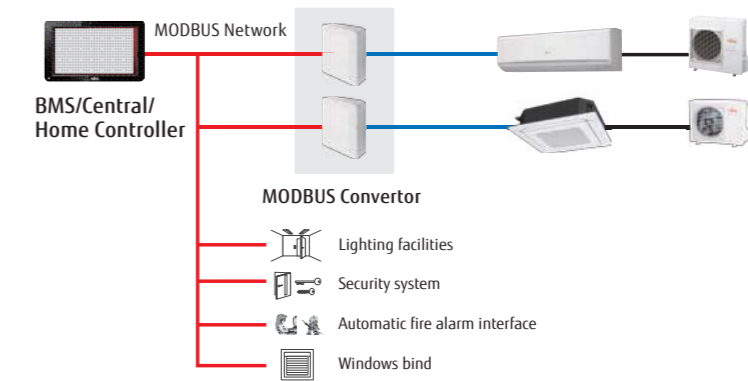 MODBUS Network
BMS/Central/
Home Controller
MODBUS Convertor
Lighting facilities
Security system
Automatic fire alarm interface
Windows bind